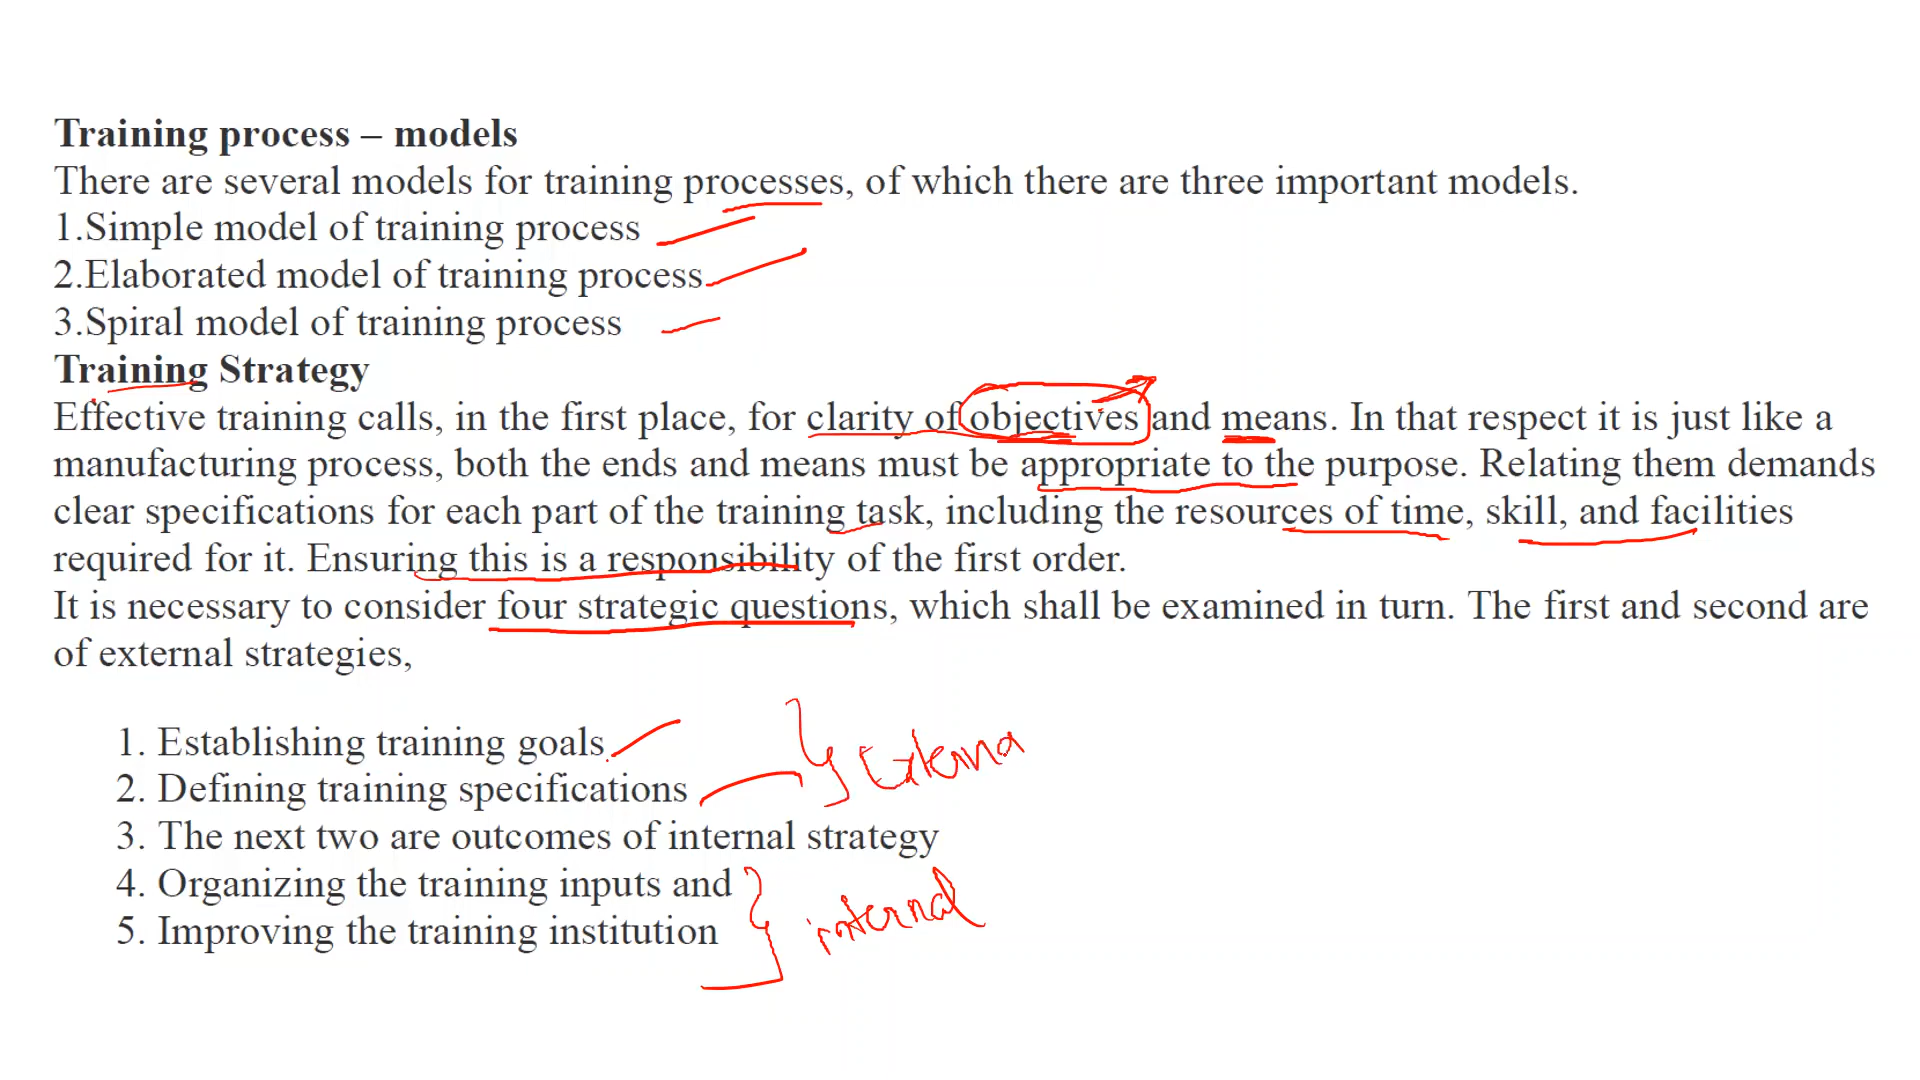 Training process – models
There are several models for training processes, of which there are three important models.
1.Simple model of training process
2.Elaborated model of training process
3.Spiral model of training process
Training Strategy
Effective training calls, in the first place, for clarity of objectives and means. In that respect it is just like a
manufacturing process, both the ends and means must be appropriate to the purpose. Relating them demands
clear specifications for each part of the training task, including the resources of time, skill, and facilities
required for it. Ensuring this is a responsibility of the first order.
It is necessary to consider four strategic questions, which shall be examined in turn. The first and second are
of external strategies,
1. Establishing training goals
2. Defining training specifications
Externa
3. The next two are outcomes of internal strategy
4. Organizing the training inputs and
5. Improving the training institution
internal